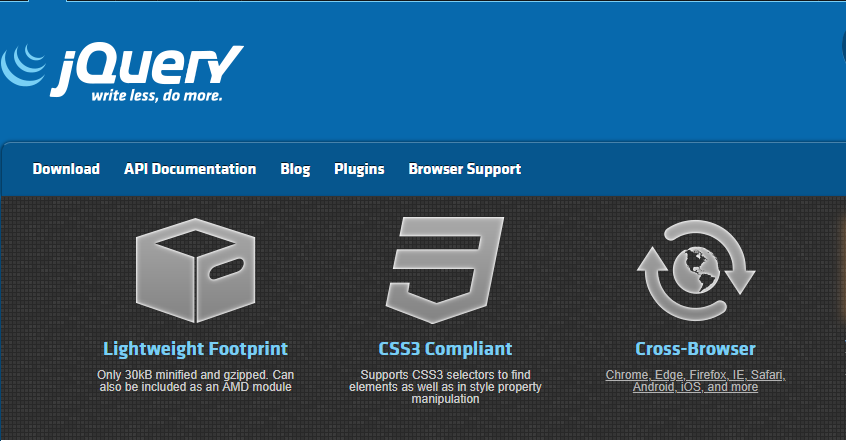 jQuery
write less, do more.
Download API Documentation Blog Plugins Browser Support
Lightweight Footprint
Only 30kB minified and gzipped. Can
also be included as an AMD module
CSS3 Compliant
Supports CSS3 selectors to find
elements as well as in style property
manipulation
Cross-Browser
Chrome, Edge, Firefox, IE, Safari,
Android, iOS, and more